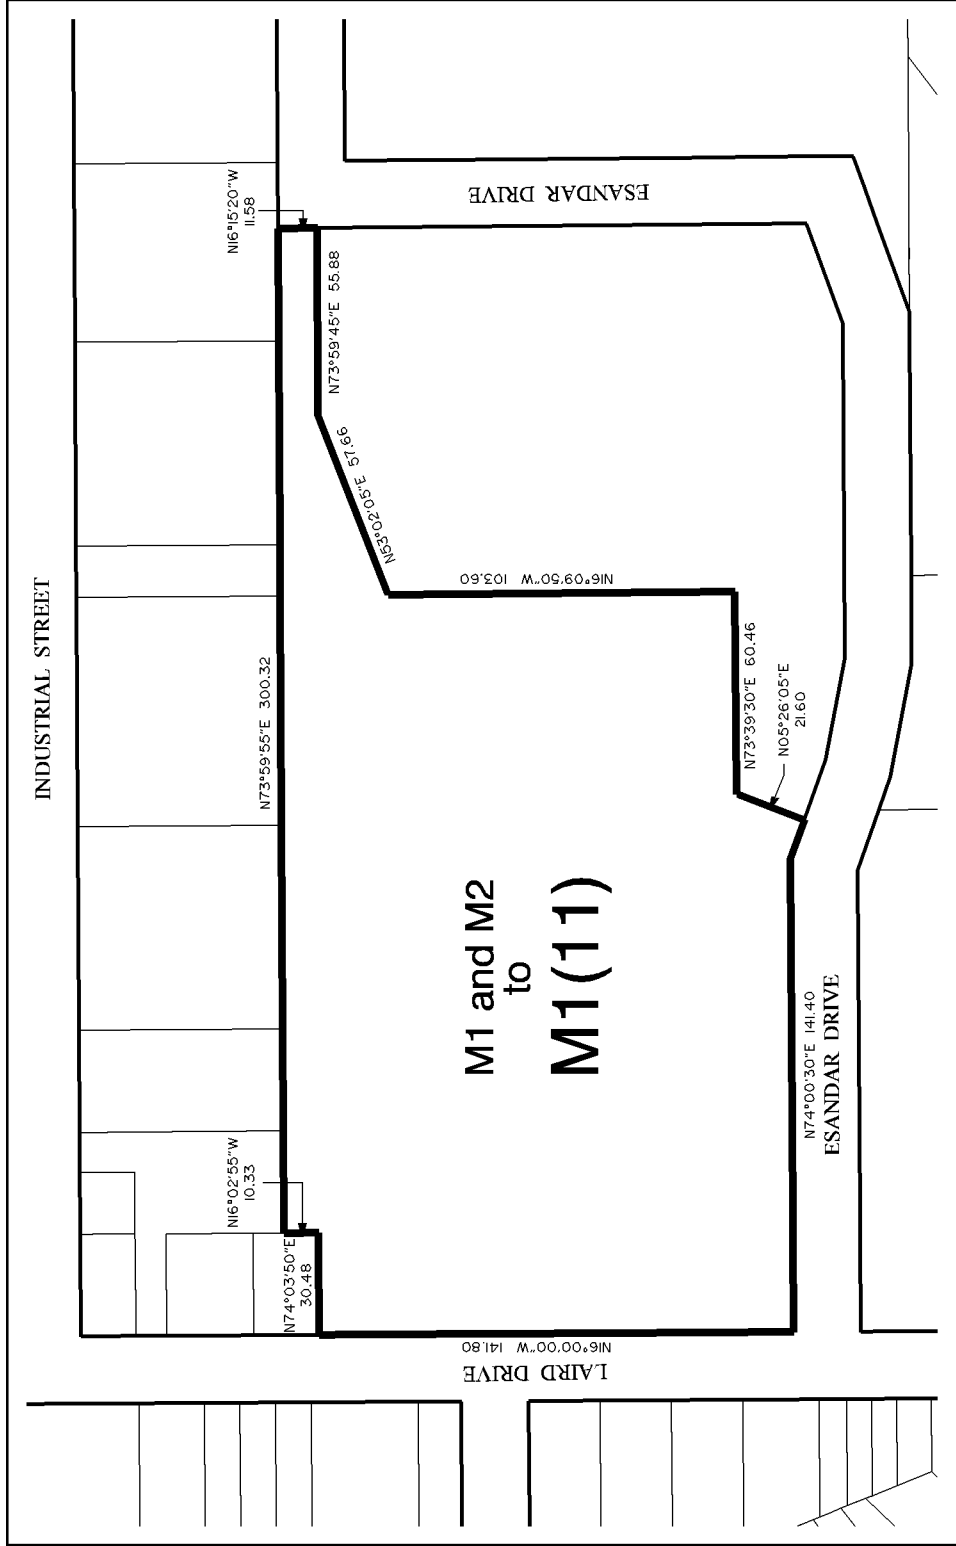 INDUSTRIAL STREET
N16°15'20"W
11.58
ESANDAR DRIVE
N73°59'45"E 55.88
N53°02'05"E 57.66
N16°09'50"W 103.60
N73°59'55"E 300.32
N73°39'30"E 60.46
N05°26'05"E
21.60
M1 and M2
to
M1(11)
N74°00'30"E 141.40
ESANDAR DRIVE
N16°02'55"W
10.33
N74°03'50"E
30.48
N16°00'00"W 141.80
LAIRD DRIVE